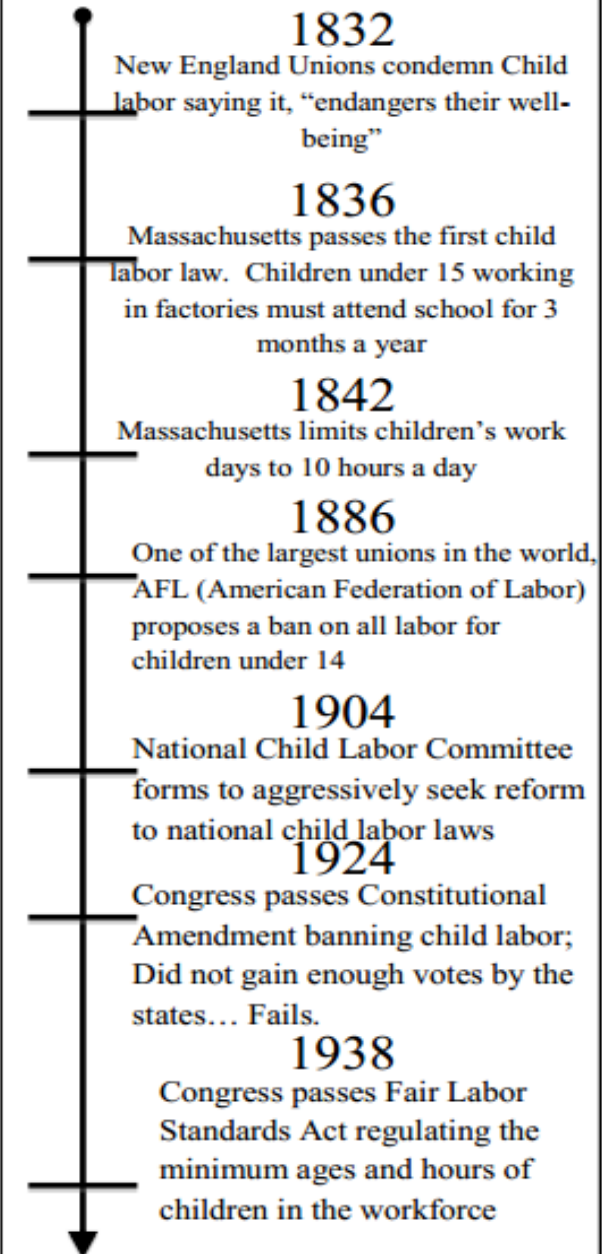 1832
New England Unions condemn Child
labor saying it, “endangers their well-
being”
1836
Massachusetts passes the first child
labor law.  Children under 15 working
in factories must attend school for 3
months a year
1842
Massachusetts limits children’s work
days to 10 hours a day
1886
One of the largest unions in the world,
AFL (American Federation of Labor)
proposes a ban on all labor for
children under 14
1904
National Child Labor Committee
forms to aggressively seek reform
to national child labor laws
1924
Congress passes Constitutional
Amendment banning child labor;
Did not gain enough votes by the
states… Fails.
1938
Congress passes Fair Labor
Standards Act regulating the
minimum ages and hours of
children in the workforce